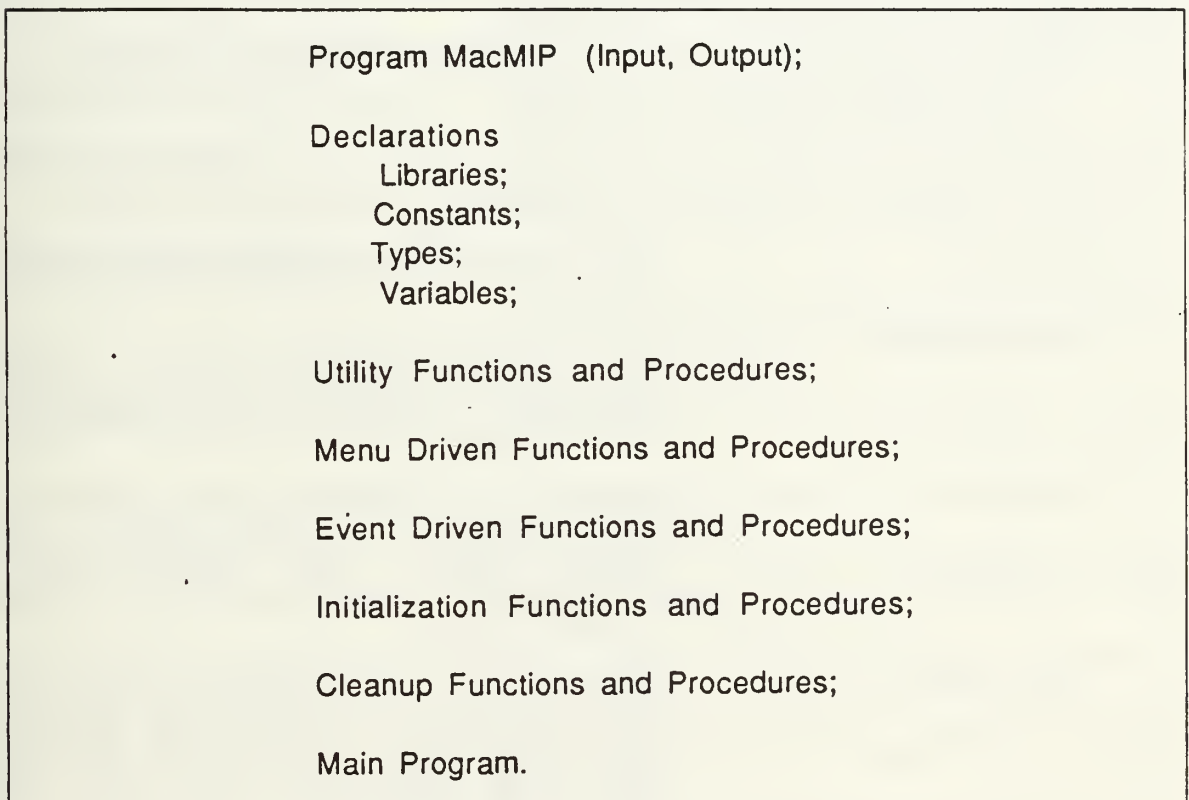 Program MacMIP (Input, Output);
Declarations
Libraries;
Constants;
Types;
Variables;
Utility Functions and Procedures;
Menu Driven Functions and Procedures;
Event Driven Functions and Procedures;
Initialization Functions and Procedures;
Cleanup Functions and Procedures;
Main Program.